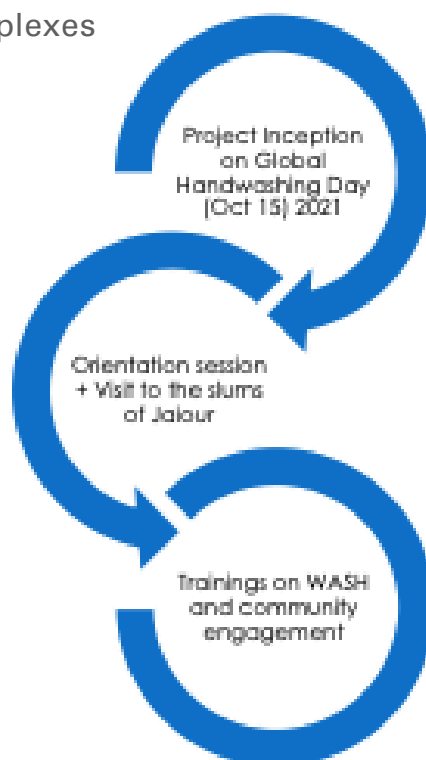 plexes
Project Inception
on Global
Handwashing Day
(Oct 15) 2021
Orientation session
+ Visit to the slums
of Jaipur
Trainings on WASH
and community
engagement